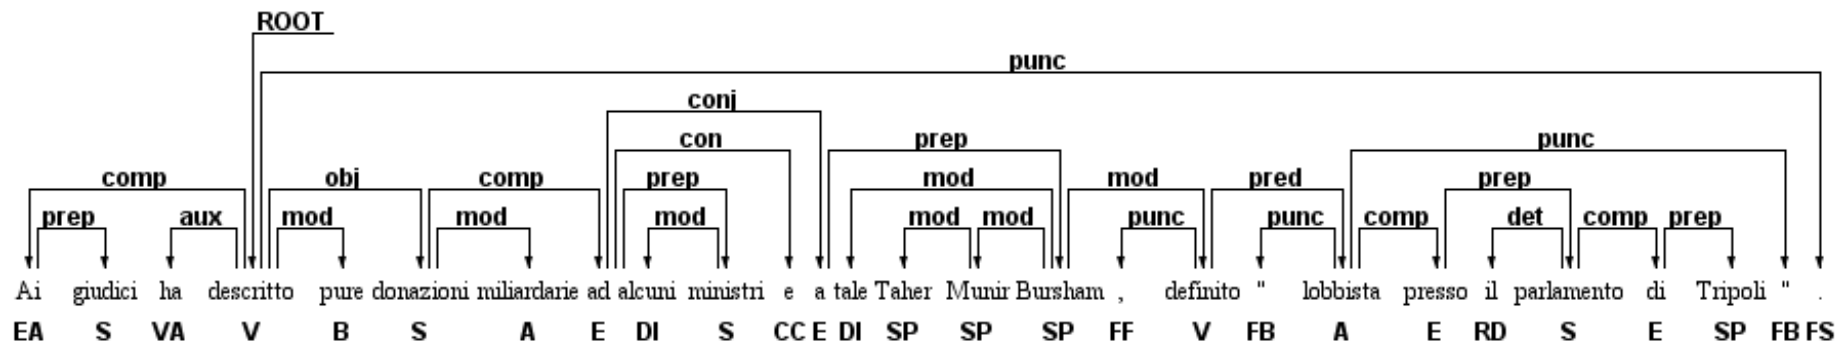 ROOT
punc
conj
con prep punc
comp obj comp prep mod mod pred prep
prep aux mod mod mod mod mod punc punc comp det comp prep
Ai giudici ha descritto pure donazioni miliardarie ad alcuni ministri e a tale Taher Munir Bursham , definito " lobbista presso il parlamento di Tripoli " .
EA S VA V B S A E DI S CC E DI SP SP SP FF V FB A E RD S E SP FB FS